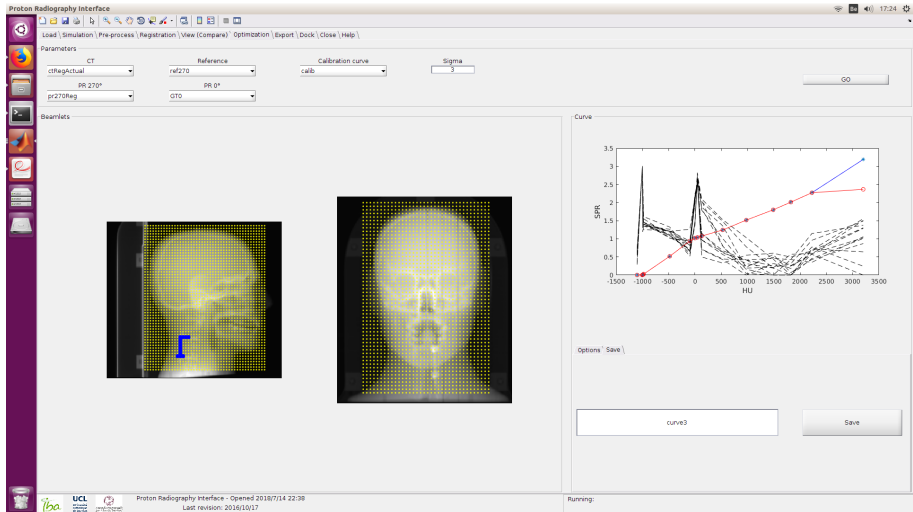 Proton Radiography Interface
17:24
Load \ Simulation \ Pre-process \ Registration \ View (Compare) \ Optimization \ Export \ Dock \ Close \ Help \
Parameters
CT Reference Calibration curve Sigma
ctRegActual ref270 calib 3
GO
PR 270° PR 0°
pr270Reg GT0
Beamlets
Curve
3.5
3
2.5
2
1.5
1
0.5
0
SPR
-1500 -1000 -500 0 500 1000 1500 2000 2500 3000 3500
HU
Options \ Save \
curve3 Save
iba UCL
Proton Radiography Interface - Opened 2018/7/14 22:38
Last revision: 2016/10/17
Running: